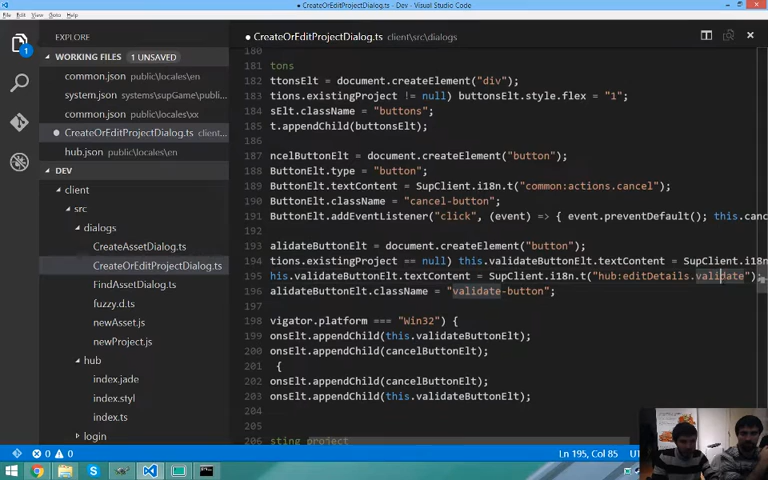 CreateOrEditProjectDialog.ts - Dev - Visual Studio Code
File Edit View Goto Help
EXPLORE
WORKING FILES 1 UNSAVED
common.json public\locales\en
system.json systems\supGame\public...
common.json public\locales\xx
CreateOrEditProjectDialog.ts client...
hub.json public\locales\en
DEV
client
src
dialogs
CreateAssetDialog.ts
CreateOrEditProjectDialog.ts
FindAssetDialog.ts
fuzzy.d.ts
newAsset.js
newProject.js
hub
index.jade
index.styl
index.ts
login
1
CreateOrEditProjectDialog.ts client\src\dialogs
180
181 tons
182 ttonsElt = document.createElement("div");
183 tions.existingProject != null) buttonsElt.style.flex = "1";
184 sElt.className = "buttons";
185 t.appendChild(buttonsElt);
186
187 ncelButtonElt = document.createElement("button");
188 ButtonElt.type = "button";
189 ButtonElt.textContent = SupClient.i18n.t("common:actions.cancel");
190 ButtonElt.className = "cancel-button";
191 ButtonElt.addEventListener("click", (event) => { event.preventDefault(); this.canc
192
193 alidateButtonElt = document.createElement("button");
194 tions.existingProject == null) this.validateButtonElt.textContent = SupClient.i18n
195 his.validateButtonElt.textContent = SupClient.i18n.t("hub:editDetails.validate");
196 alidateButtonElt.className = "validate-button";
197
198 vigator.platform === "Win32") {
199 onsElt.appendChild(this.validateButtonElt);
200 onsElt.appendChild(cancelButtonElt);
201 {
202 onsElt.appendChild(cancelButtonElt);
203 onsElt.appendChild(this.validateButtonElt);
204
205
206 sting project
0 0
Ln 195, Col 85